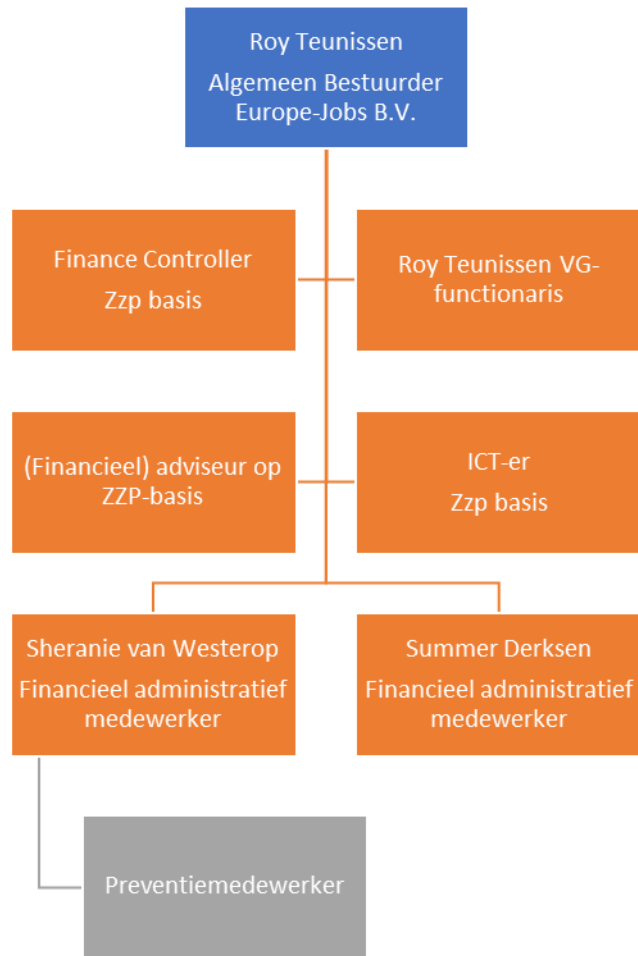 Roy Teunissen
Algemeen Bestuurder
Europe-Jobs B.V.
Finance Controller
Zzp basis
Roy Teunissen VG-
functionaris
(Financieel) adviseur op
ZZP-basis
ICT-er
Zzp basis
Sheranie van Westerop
Financieel administratief
medewerker
Summer Derksen
Financieel administratief
medewerker
Preventiemedewerker